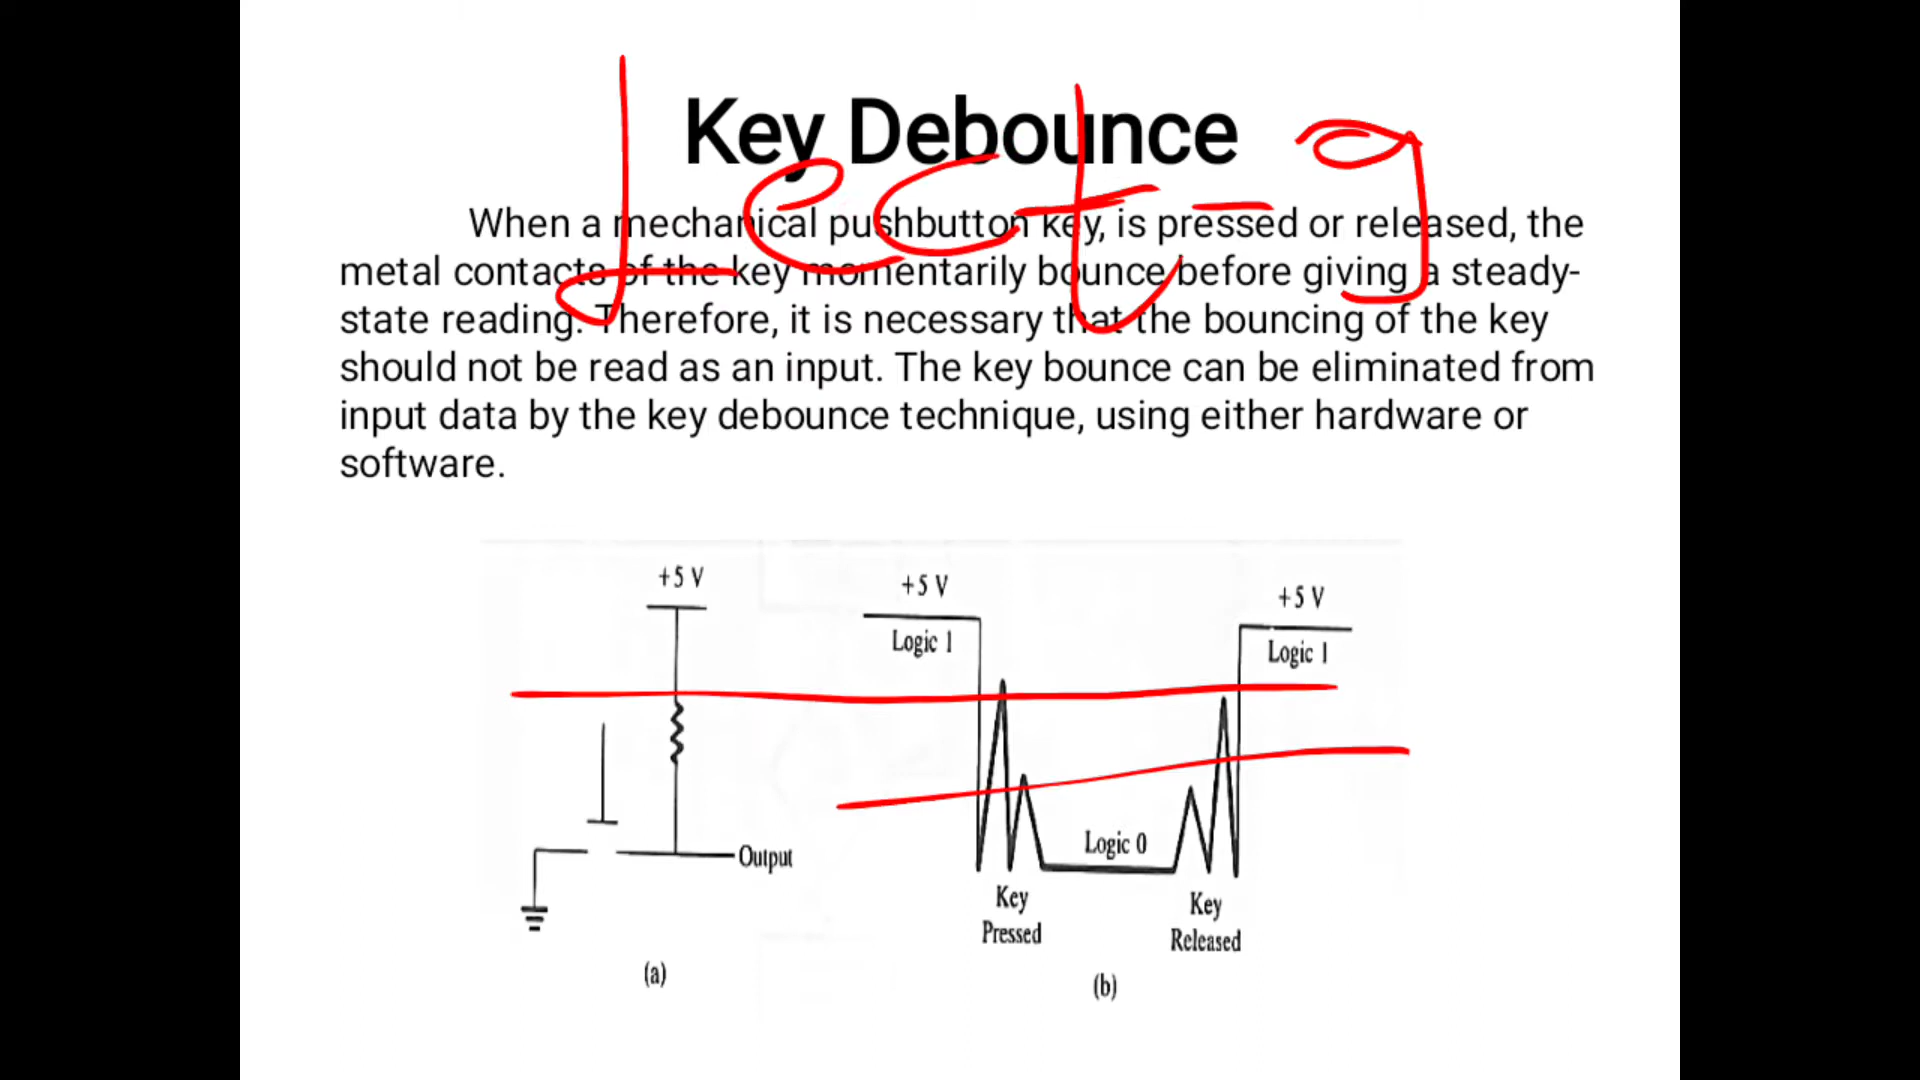 Key Debounce
Lect-9
When a mechanical pushbutton key, is pressed or released, the
metal contacts of the key momentarily bounce before giving a steady-
state reading. Therefore, it is necessary that the bouncing of the key
should not be read as an input. The key bounce can be eliminated from
input data by the key debounce technique, using either hardware or
software.
+5 V
+5 V
+5 V
Logic 1
Logic 1
Logic 0
Output
Key
Pressed
Key
Released
(a)
(b)